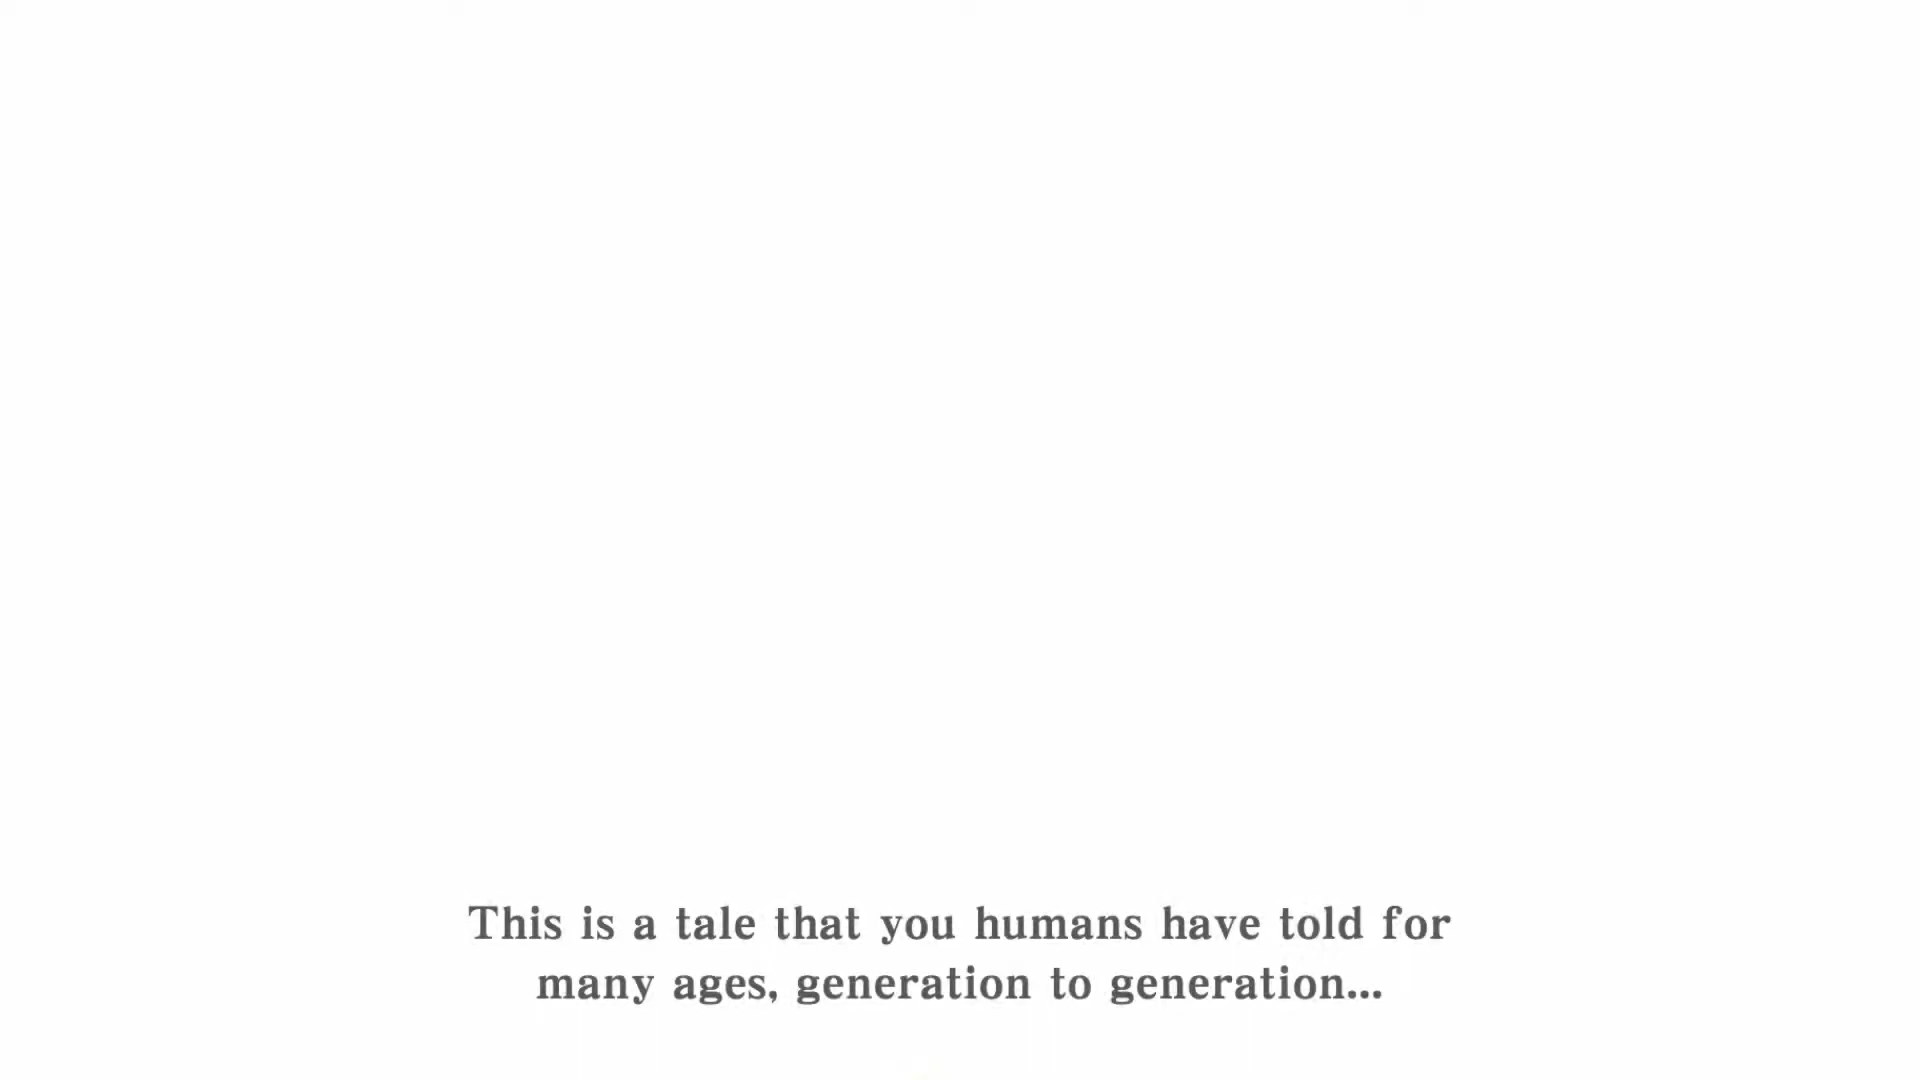 This is a tale that you humans have told for
many ages, generation to generation...